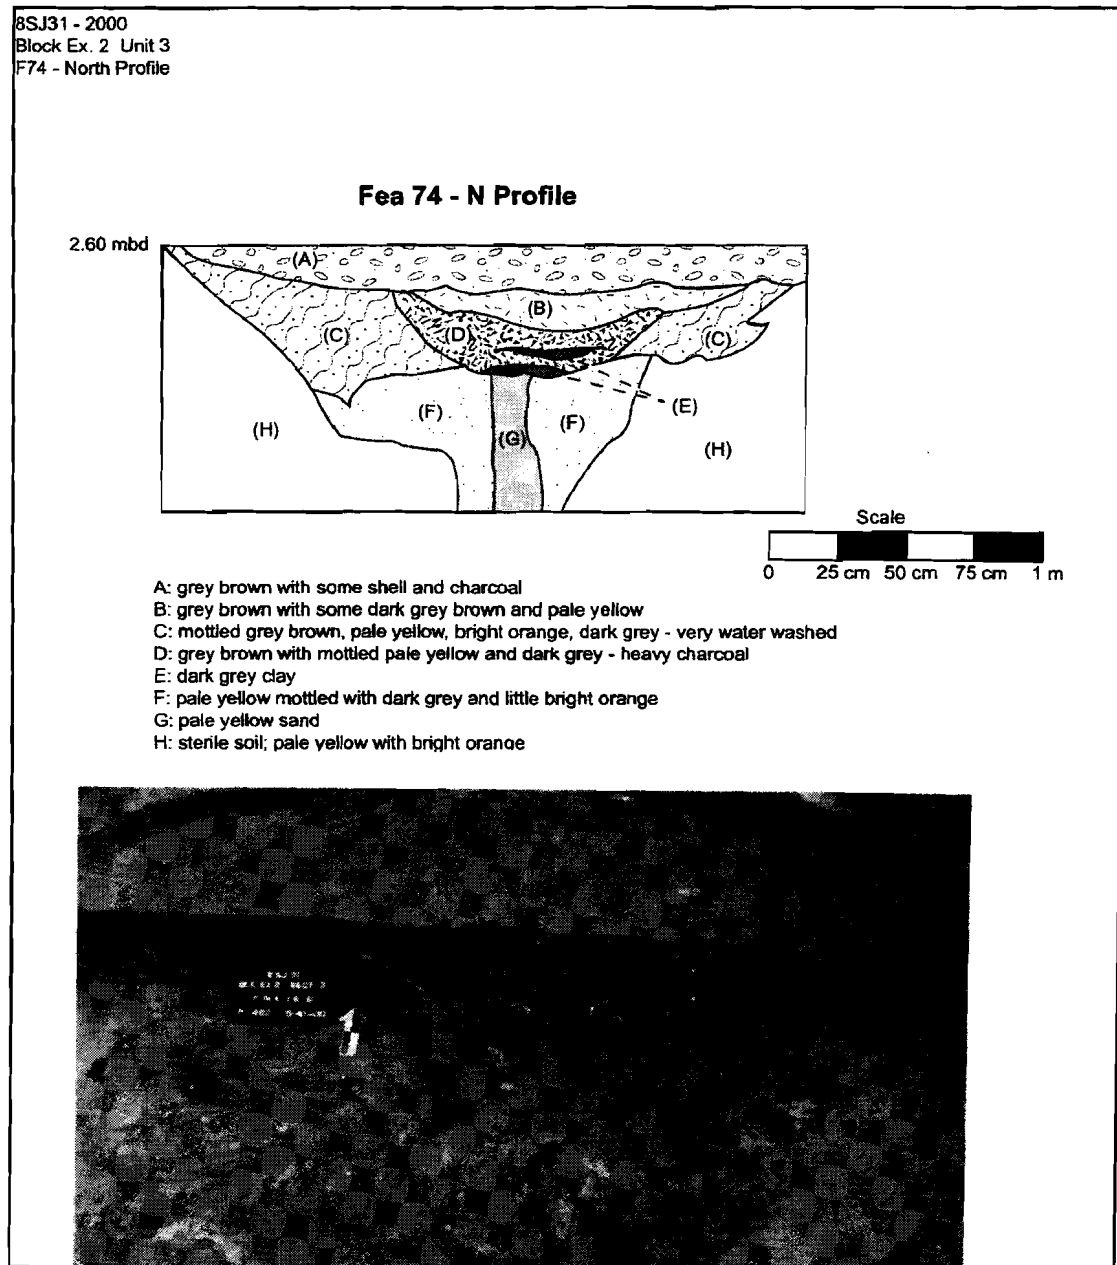 8SJ31 - 2000
Block Ex. 2 Unit 3
F74 - North Profile
Fea 74 - N Profile
2.60 mbd
(A)
(B)
(C)
(D)
(C)
(E)
(F)
(F)
(G)
(H)
(H)
Scale
0 25 cm 50 cm 75 cm 1 m
A: grey brown with some shell and charcoal
B: grey brown with some dark grey brown and pale yellow
C: mottled grey brown, pale yellow, bright orange, dark grey - very water washed
D: grey brown with mottled pale yellow and dark grey - heavy charcoal
E: dark grey clay
F: pale yellow mottled with dark grey and little bright orange
G: pale yellow sand
H: sterile soil; pale yellow with bright orange
8SJ31